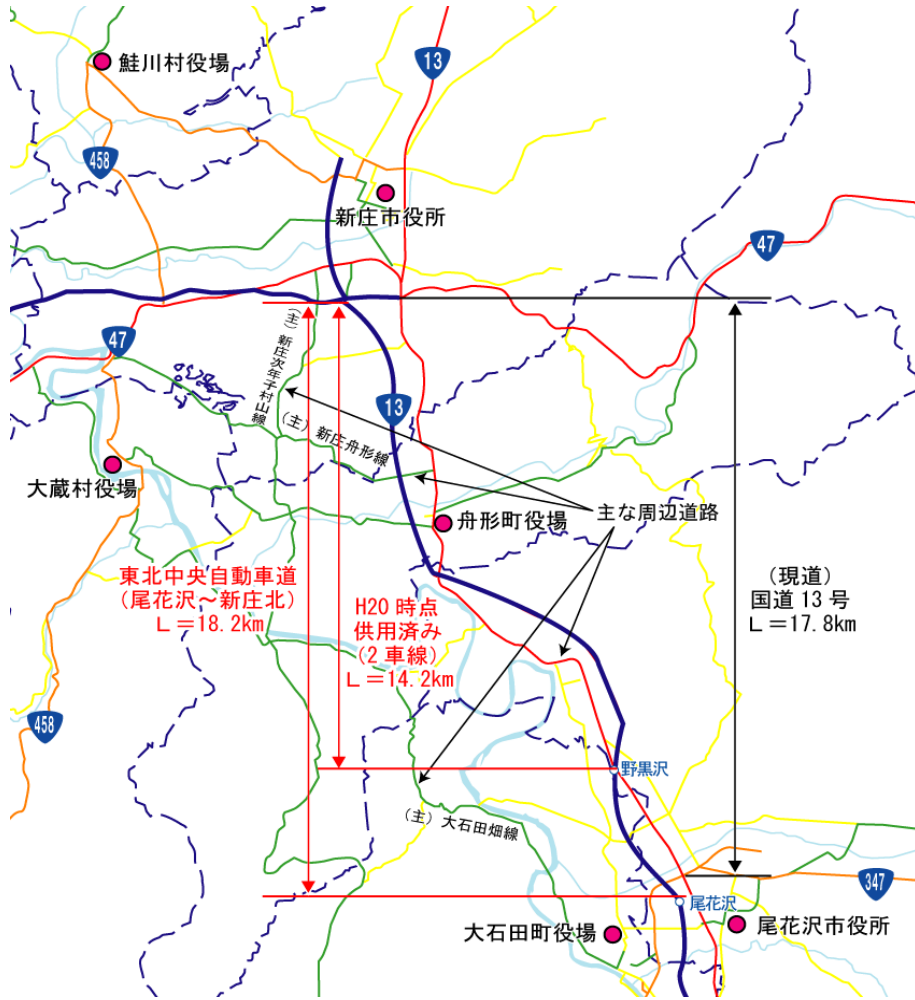 鮭川村役場
13
458
新庄市役所
47
47
(主)新庄次年子村山線
13
(主)新庄舟形線
大蔵村役場
舟形町役場
主な周辺道路
東北中央自動車道
(尾花沢~新庄北)
L=18.2km
H20時点
供用済み
(2車線)
L=14.2km
(現道)
国道13号
L=17.8km
458
野黒沢
(主)大石田畑線
347
尾花沢
大石田町役場
尾花沢市役所